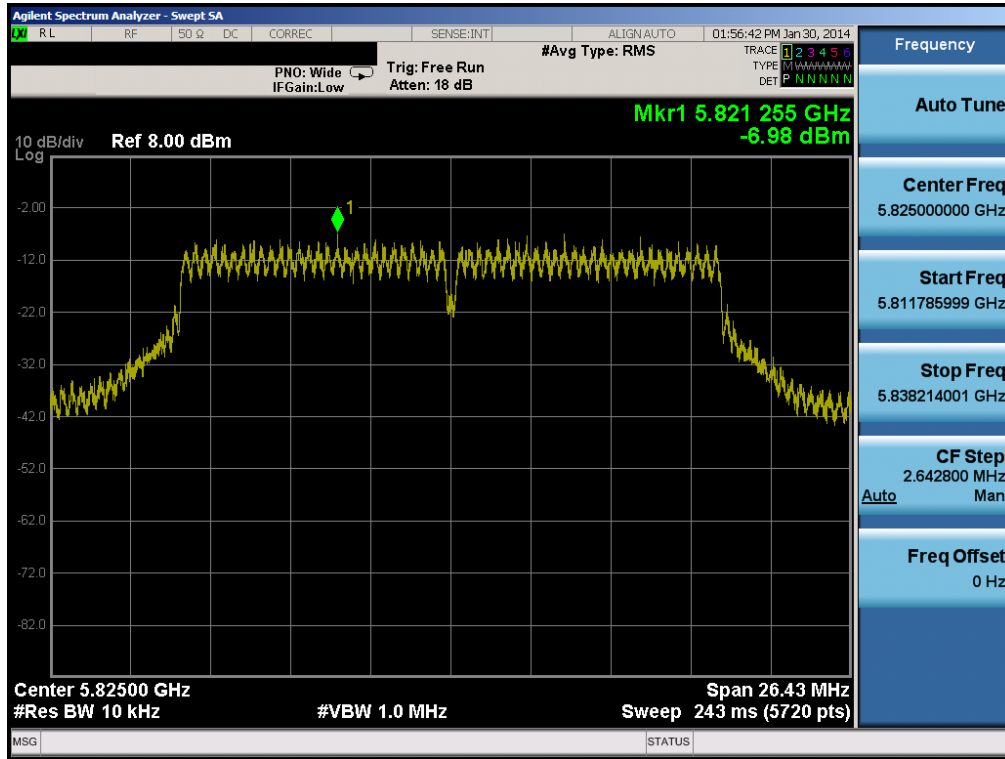 Agilent Spectrum Analyzer - Swept SA
LXI RL RF 50 Ω DC CORREC SENSE:INT ALIGN AUTO 01:56:42 PM Jan 30, 2014
#Avg Type: RMS
TRACE 1 2 3 4 5 6
TYPE M WWWWW
DET P N N N N N
PNO: Wide
IFGain:Low
Trig: Free Run
Atten: 18 dB
Mkr1 5.821 255 GHz
-6.98 dBm
10 dB/div Ref 8.00 dBm
Log
1
-2.00
-12.0
-22.0
-32.0
-42.0
-52.0
-62.0
-72.0
-82.0
Center 5.82500 GHz Span 26.43 MHz
#Res BW 10 kHz #VBW 1.0 MHz Sweep 243 ms (5720 pts)
MSG STATUS
Frequency
Auto Tune
Center Freq
5.825000000 GHz
Start Freq
5.811785999 GHz
Stop Freq
5.838214001 GHz
CF Step
2.642800 MHz
Auto Man
Freq Offset
0 Hz